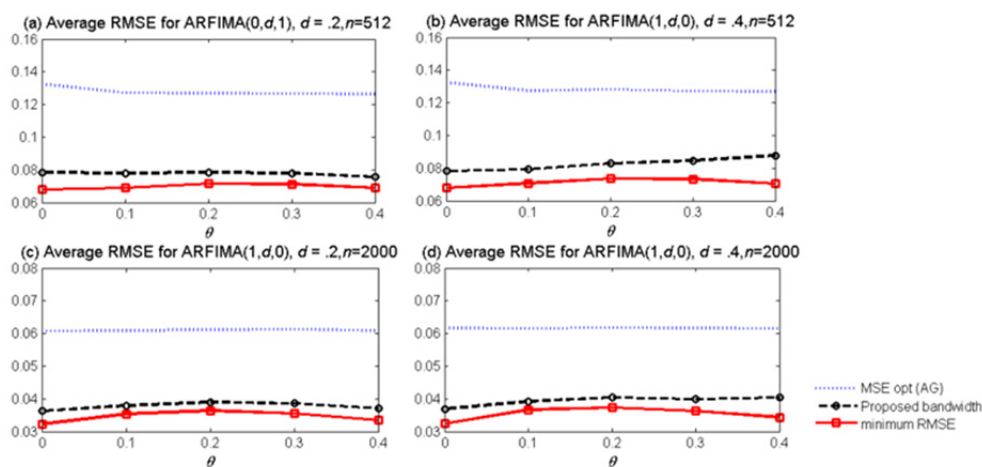 (a) Average RMSE for ARFIMA(0,d,1), d = .2,n=512
0.16
0.14
0.12
0.1
0.08
0.06
0 0.1 0.2 0.3 0.4
θ
(b) Average RMSE for ARFIMA(1,d,0), d = .4,n=512
0.16
0.14
0.12
0.1
0.08
0.06
0 0.1 0.2 0.3 0.4
θ
(c) Average RMSE for ARFIMA(1,d,0), d = .2,n=2000
0.08
0.07
0.06
0.05
0.04
0.03
0 0.1 0.2 0.3 0.4
θ
(d) Average RMSE for ARFIMA(1,d,0), d = .4,n=2000
0.08
0.07
0.06
0.05
0.04
0.03
0 0.1 0.2 0.3 0.4
θ
MSE opt (AG)
Proposed bandwidth
minimum RMSE